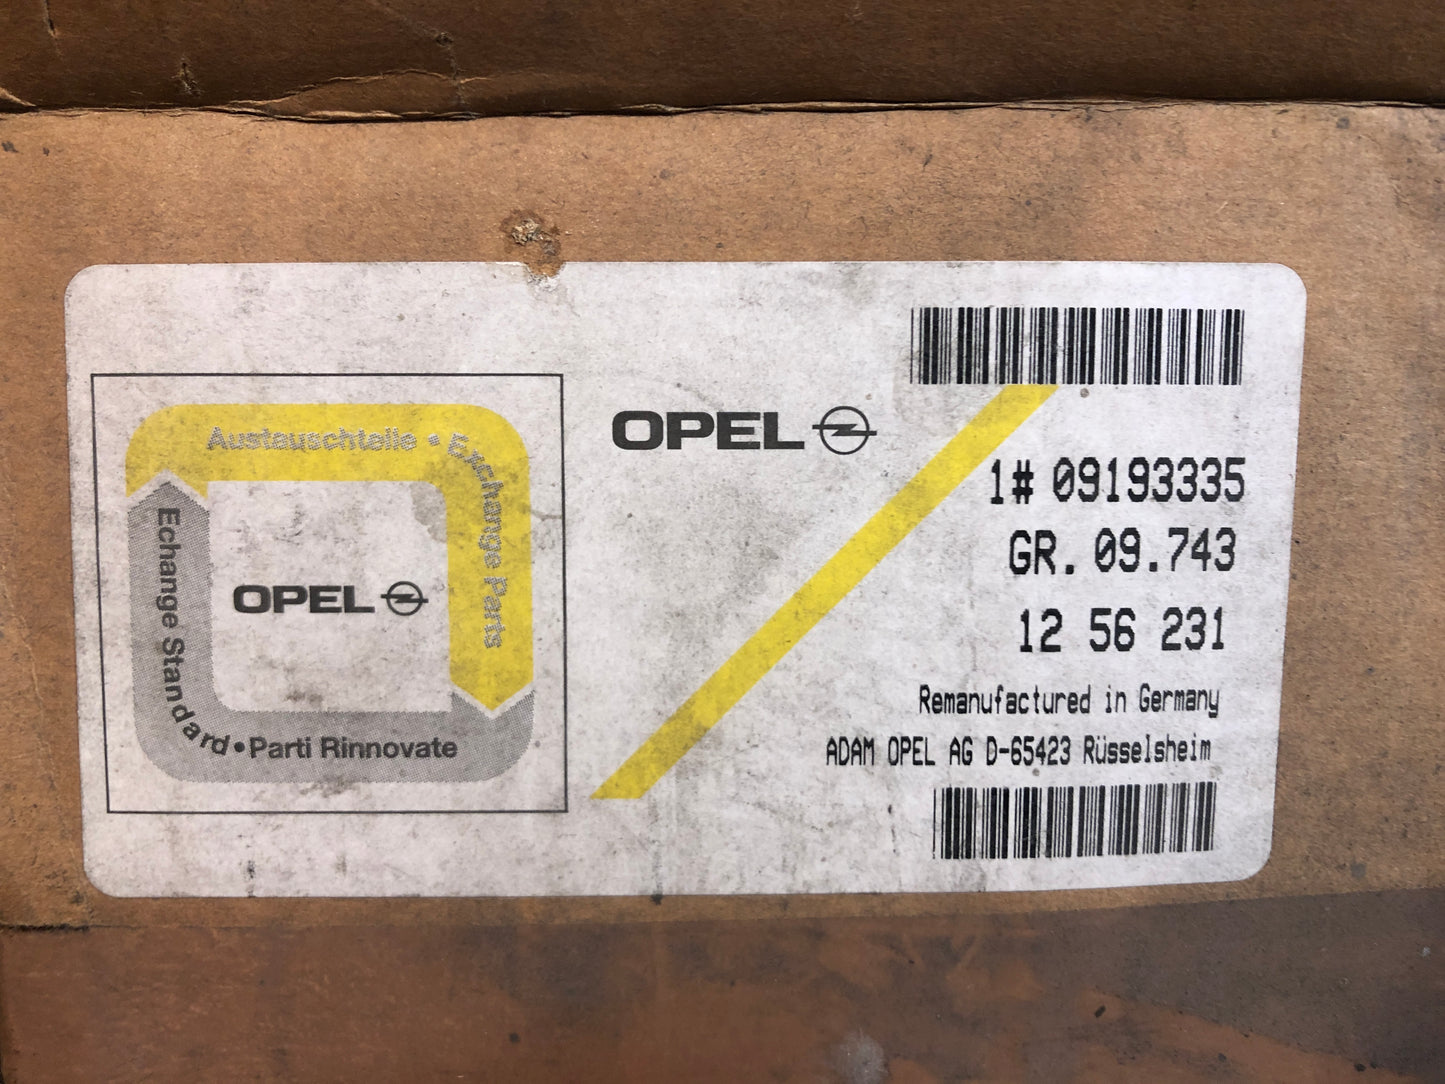 Austauschteile • Exchange Parts
Echange Standard • Parti Rinnovate
OPEL
OPEL
1# 09193335
GR. 09.743
12 56 231
Remanufactured in Germany
ADAM OPEL AG D-65423 Rüsselsheim